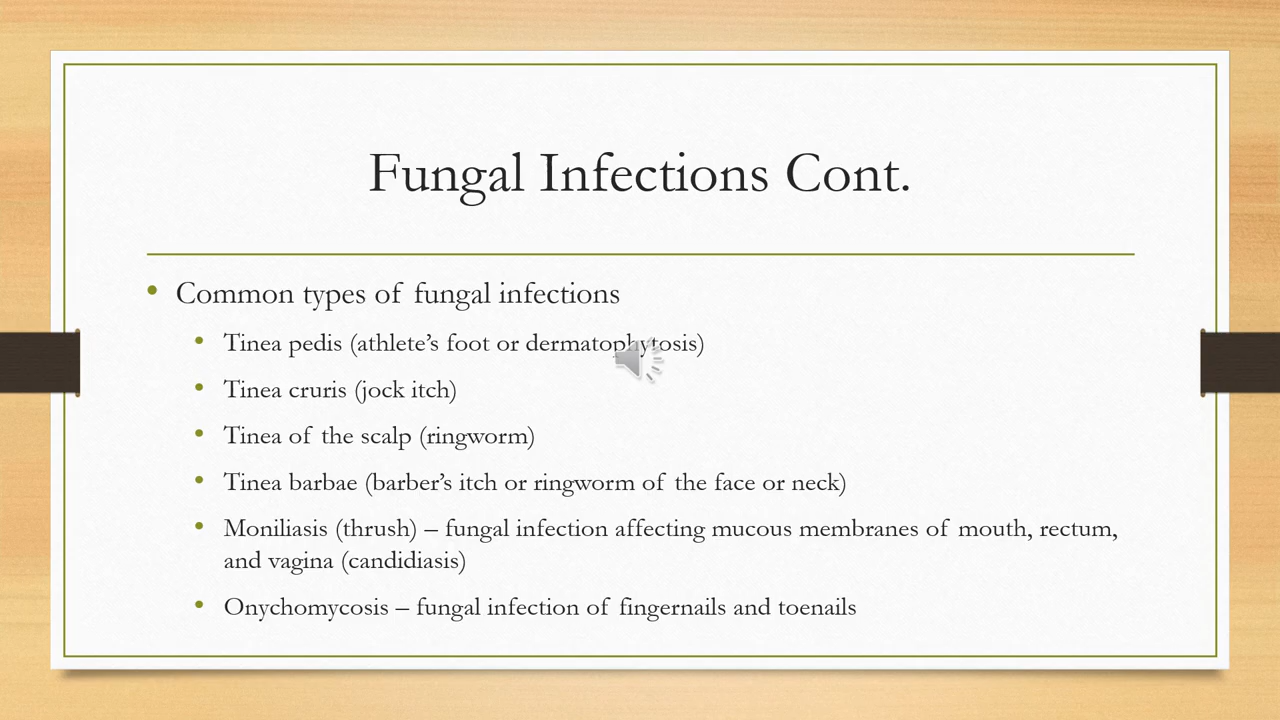 Fungal Infections Cont.
• Common types of fungal infections
• Tinea pedis (athlete’s foot or dermatophytosis)
• Tinea cruris (jock itch)
• Tinea of the scalp (ringworm)
• Tinea barbae (barber’s itch or ringworm of the face or neck)
• Moniliasis (thrush) – fungal infection affecting mucous membranes of mouth, rectum,
and vagina (candidiasis)
• Onychomycosis – fungal infection of fingernails and toenails